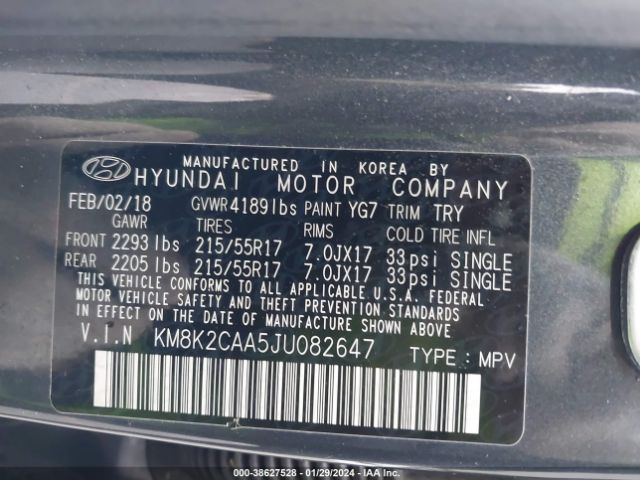 MANUFACTURED IN KOREA BY
HYUNDAI MOTOR COMPANY
FEB/02/18 GVWR 4189lbs PAINT YG7 TRIM TRY
GAWR TIRES RIMS COLD TIRE INFL
FRONT 2293 lbs 215/55R17 7.0JX17 33psi SINGLE
REAR 2205 lbs 215/55R17 7.0JX17 33psi SINGLE
THIS VEHICLE CONFORMS TO ALL APPLICABLE U.S.A. FEDERAL
MOTOR VEHICLE SAFETY, BUMPER, AND THEFT PREVENTION STANDARDS
IN EFFECT ON THE DATE OF MANUFACTURE SHOWN ABOVE.
V.I.N KM8K2CAA5JU082647 TYPE : MPV
000-38627528 - 01/29/2024 - IAA Inc.